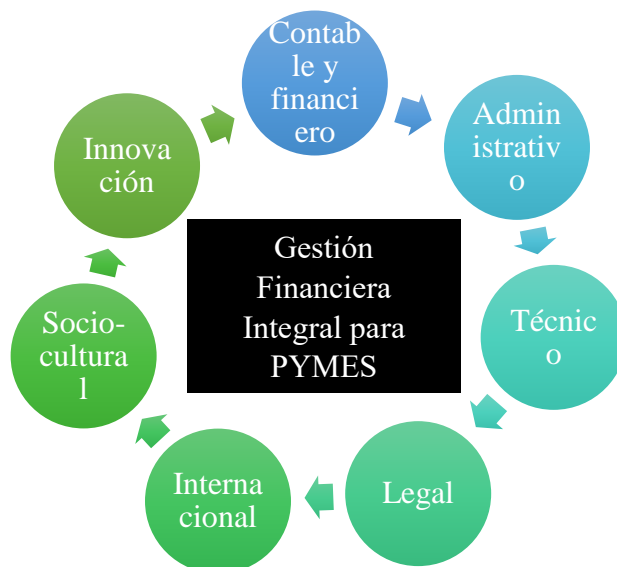 Contab
le y
financi
ero
Admin
istrativ
o
Técnic
o
Legal
Interna
cional
Socio-
cultura
l
Innova
ción
Gestión
Financiera
Integral para
PYMES